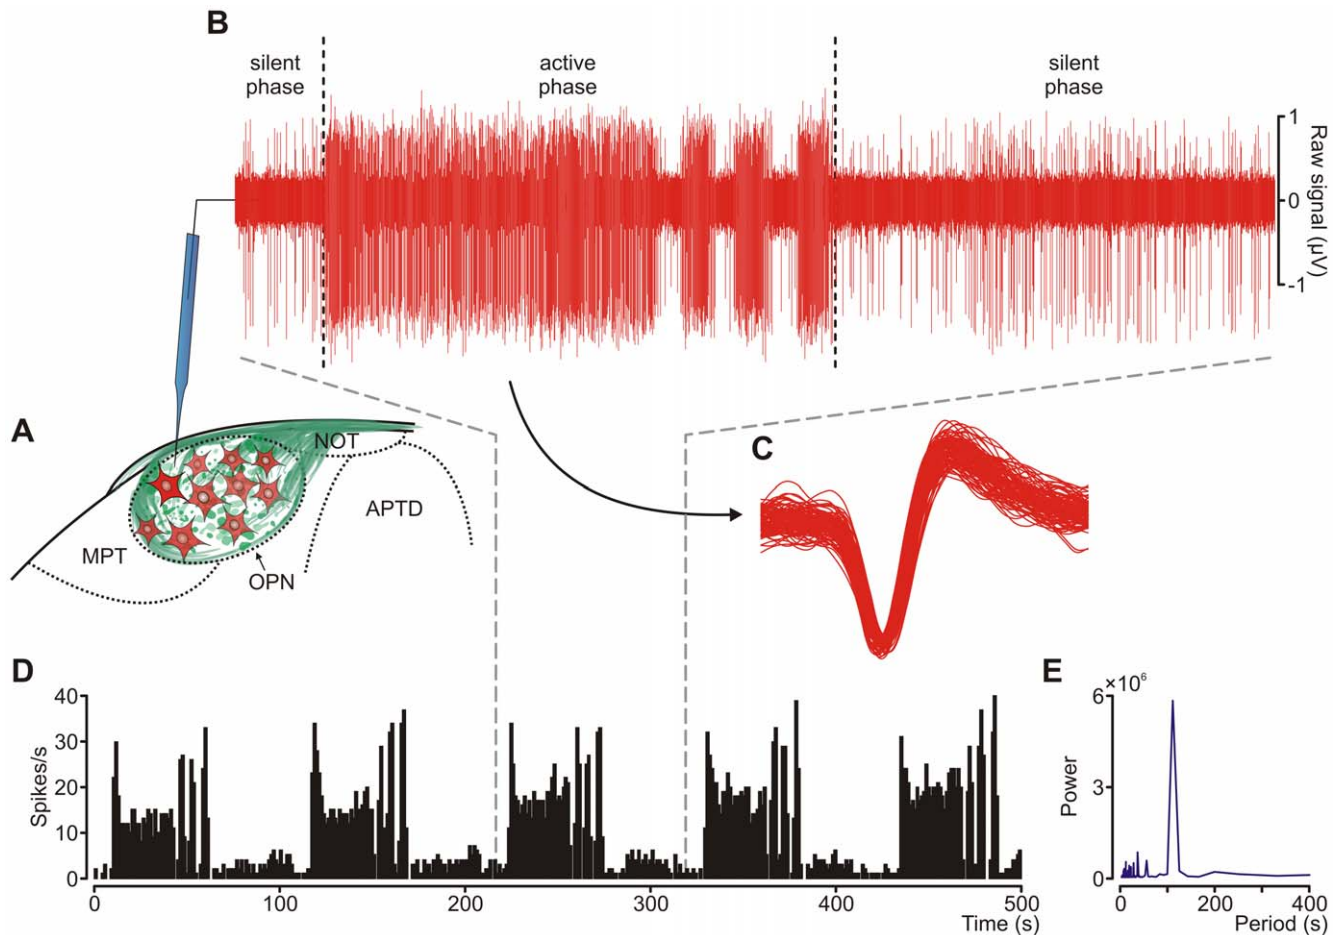 B
silent
phase
active
phase
silent
phase
1
0
-1
Raw signal (µV)
A
NOT
APTD
MPT
OPN
C
D
40
30
20
10
0
Spikes/s
0
100
200
300
400
500
Time (s)
E
×10⁶
6
3
0
Power
0
200
400
Period (s)